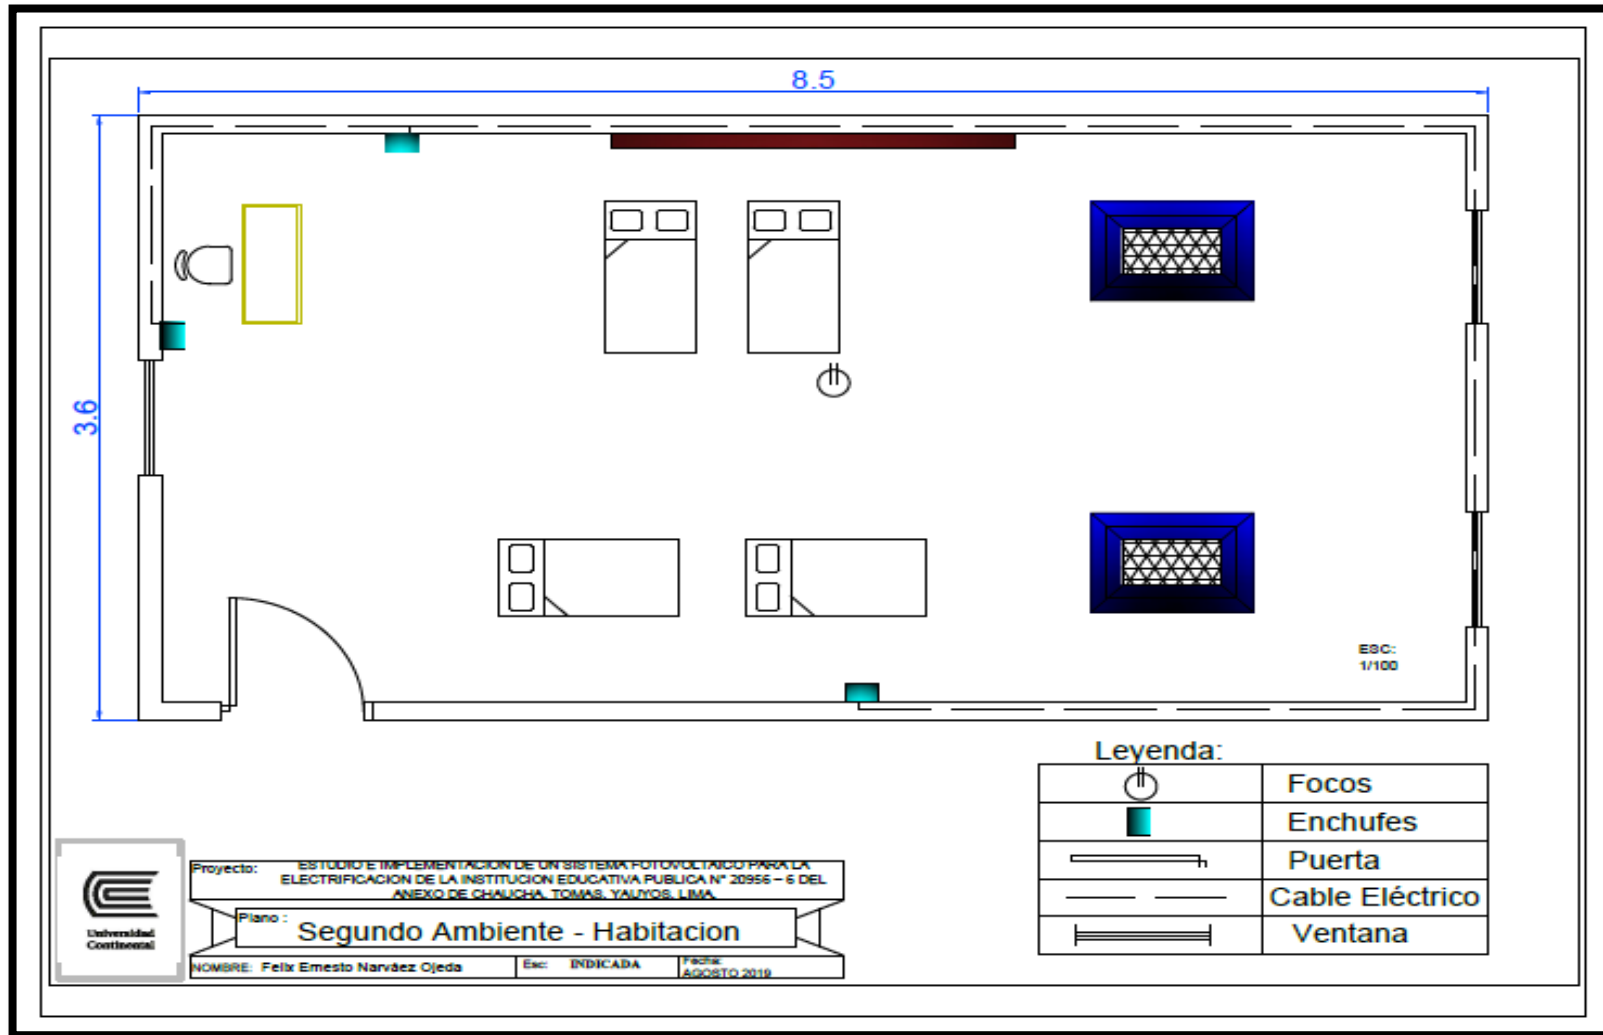 8.5
3.6
ESC:
1/100
Leyenda:
Focos
Enchufes
Puerta
Cable Eléctrico
Ventana
Universidad
Continental
Proyecto: ESTUDIO E IMPLEMENTACION DE UN SISTEMA FOTOVOLTAICO PARA LA
ELECTRIFICACION DE LA INSTITUCION EDUCATIVA PUBLICA N° 20956 – 6 DEL
ANEXO DE CHAUCHA, TOMAS, YAUYOS, LIMA.
Plano :
Segundo Ambiente - Habitacion
NOMBRE: Felix Ernesto Narváez Ojeda
Esc: INDICADA
Fecha:
AGOSTO 2019